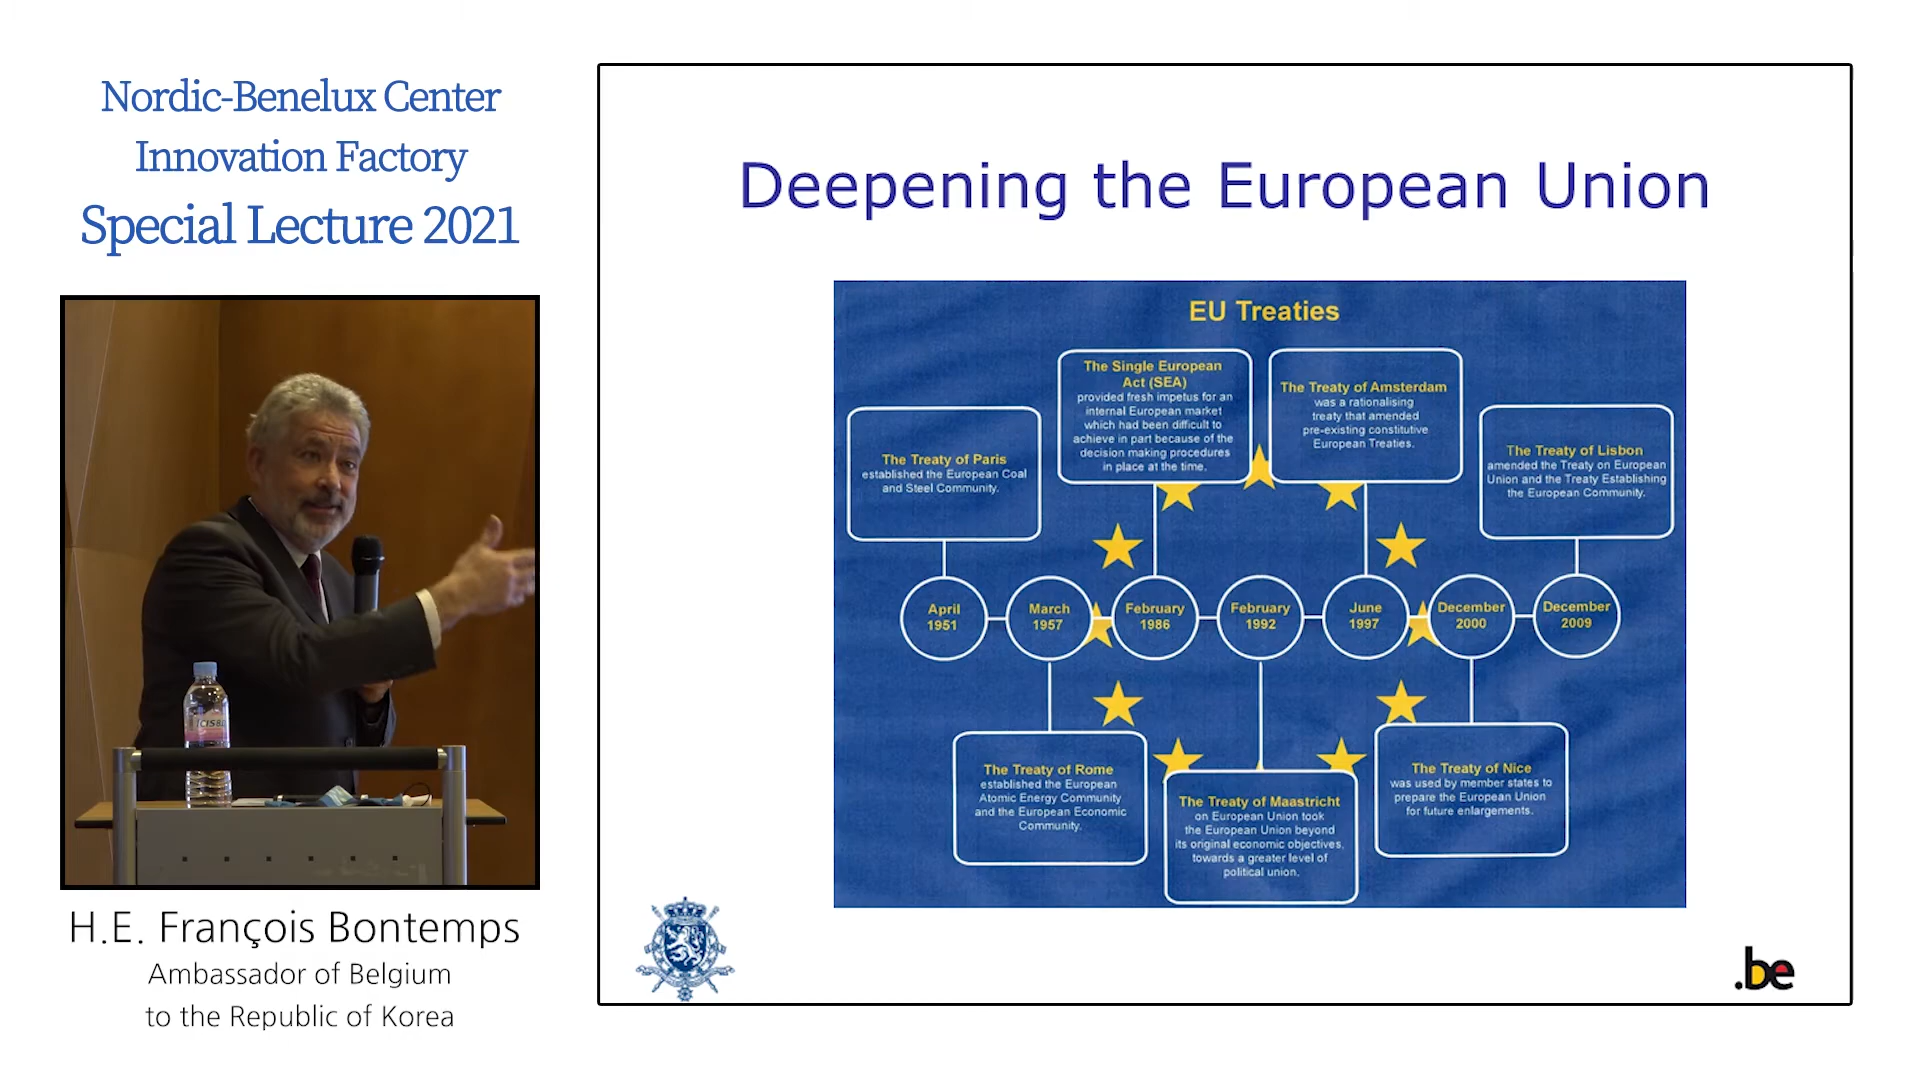 Nordic-Benelux Center
Innovation Factory
Special Lecture 2021
H.E. François Bontemps
Ambassador of Belgium
to the Republic of Korea
Deepening the European Union
EU Treaties
The Treaty of Paris
established the European Coal
and Steel Community.
The Single European
Act (SEA)
provided fresh impetus for an
internal European market
which had been difficult to
achieve in part because of the
decision making procedures
in place at the time.
The Treaty of Amsterdam
was a rationalising
treaty that amended
pre-existing constitutive
European Treaties.
The Treaty of Lisbon
amended the Treaty on European
Union and the Treaty Establishing
the European Community.
April
1951
March
1957
February
1986
February
1992
June
1997
December
2000
December
2009
The Treaty of Rome
established the European
Atomic Energy Community
and the European Economic
Community.
The Treaty of Maastricht
on European Union took
the European Union beyond
its original economic objectives,
towards a greater level of
political union.
The Treaty of Nice
was used by member states to
prepare the European Union
for future enlargements.
.be